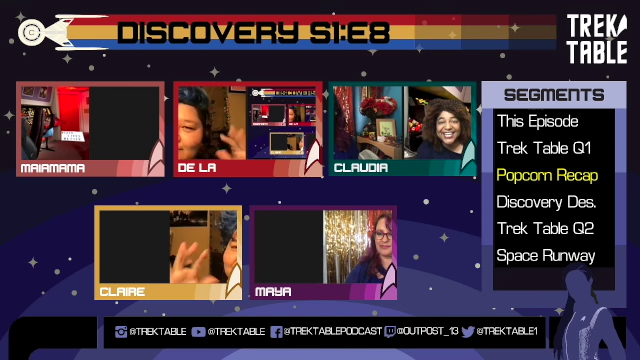 DISCOVERY S1:E8
TREK
TABLE
MAIAMAMA
DE LA
CLAUDIA
CLAIRE
MAYA
SEGMENTS
This Episode
Trek Table Q1
Popcorn Recap
Discovery Des.
Trek Table Q2
Space Runway
@TREKTABLE
@TREKTABLE
@TREKTABLEPODCAST
@OUTPOST_13
@TREKTABLE1